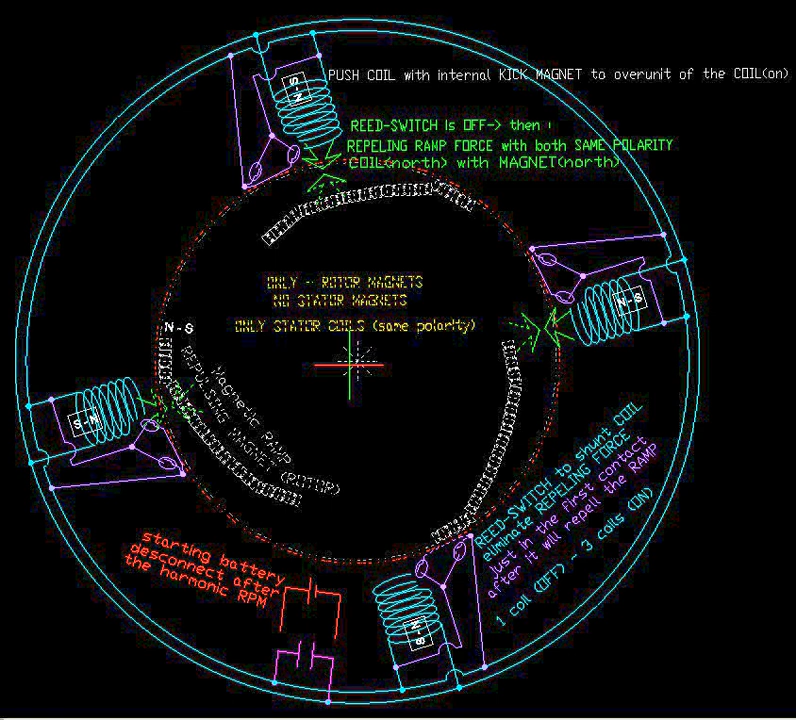 PUSH COIL with internal KICK MAGNET to overunit of the COIL(on)
S-N
REED-SWITCH is OFF-> then
REPELING RAMP FORCE with both SAME POLARITY
COIL(north) with MAGNET(north)
ONLY - ROTOR MAGNETS
NO STATOR MAGNETS
ONLY STATOR COILS (same polarity)
N-S
N-S
Magnetic RAMP
REPULSING MAGNET (ROTOR)
S-N
REED-SWITCH to shunt COIL
eliminate REPELING FORCE
Just in the first contact
after it will repell the RAMP
1 coil (OFF) - 3 coils (ON)
starting battery
desconnect after
the harmonic RPM
N-S